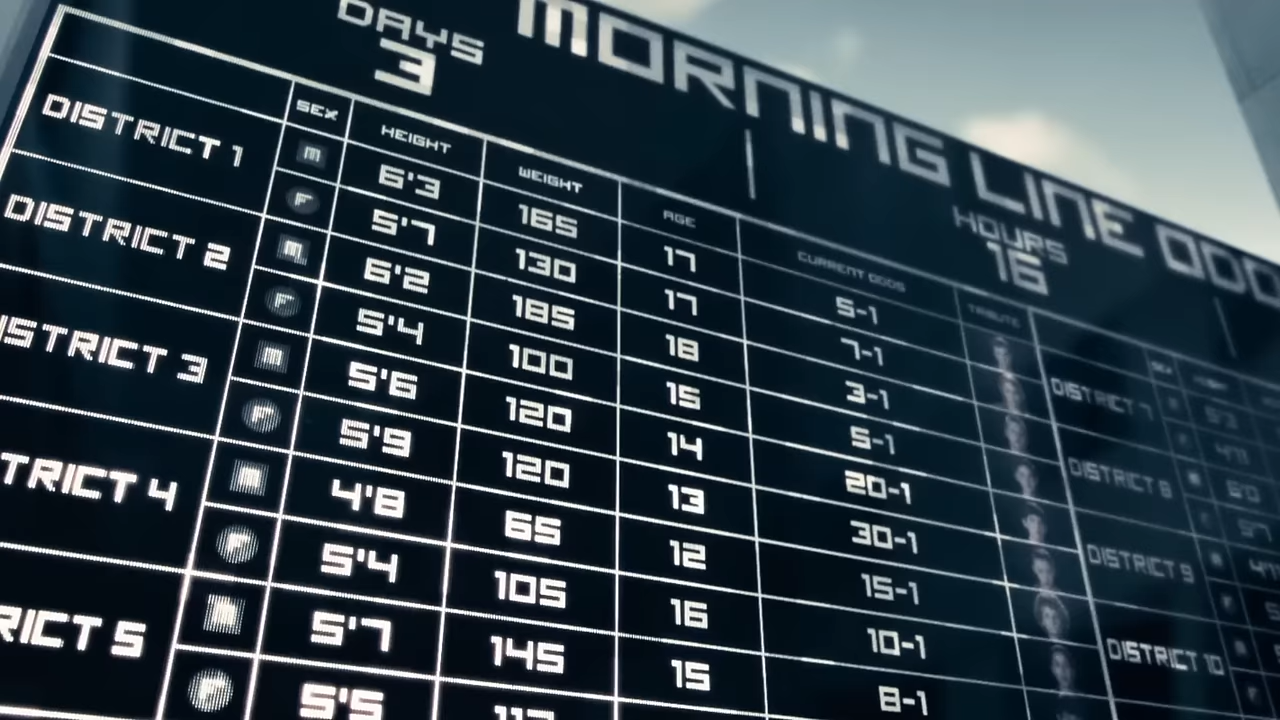 MORNING LINE ODD
DAYS
3
HOURS
16
SEX HEIGHT WEIGHT AGE CURRENT ODDS TRIBUTE
DISTRICT 1
M 6'3 165 17 5-1
F 5'7 130 17 7-1
DISTRICT 2
M 6'2 185 18 3-1
F 5'4 100 15 5-1
ISTRICT 3
M 5'6 120 14 20-1
F 5'9 120 13 30-1
TRICT 4
M 4'8 65 12 15-1
F 5'4 105 16 10-1
RICT 5
M 5'7 145 15 8-1
F 5'5
SEX
DISTRICT 7
DISTRICT 8
DISTRICT 9
DISTRICT 10